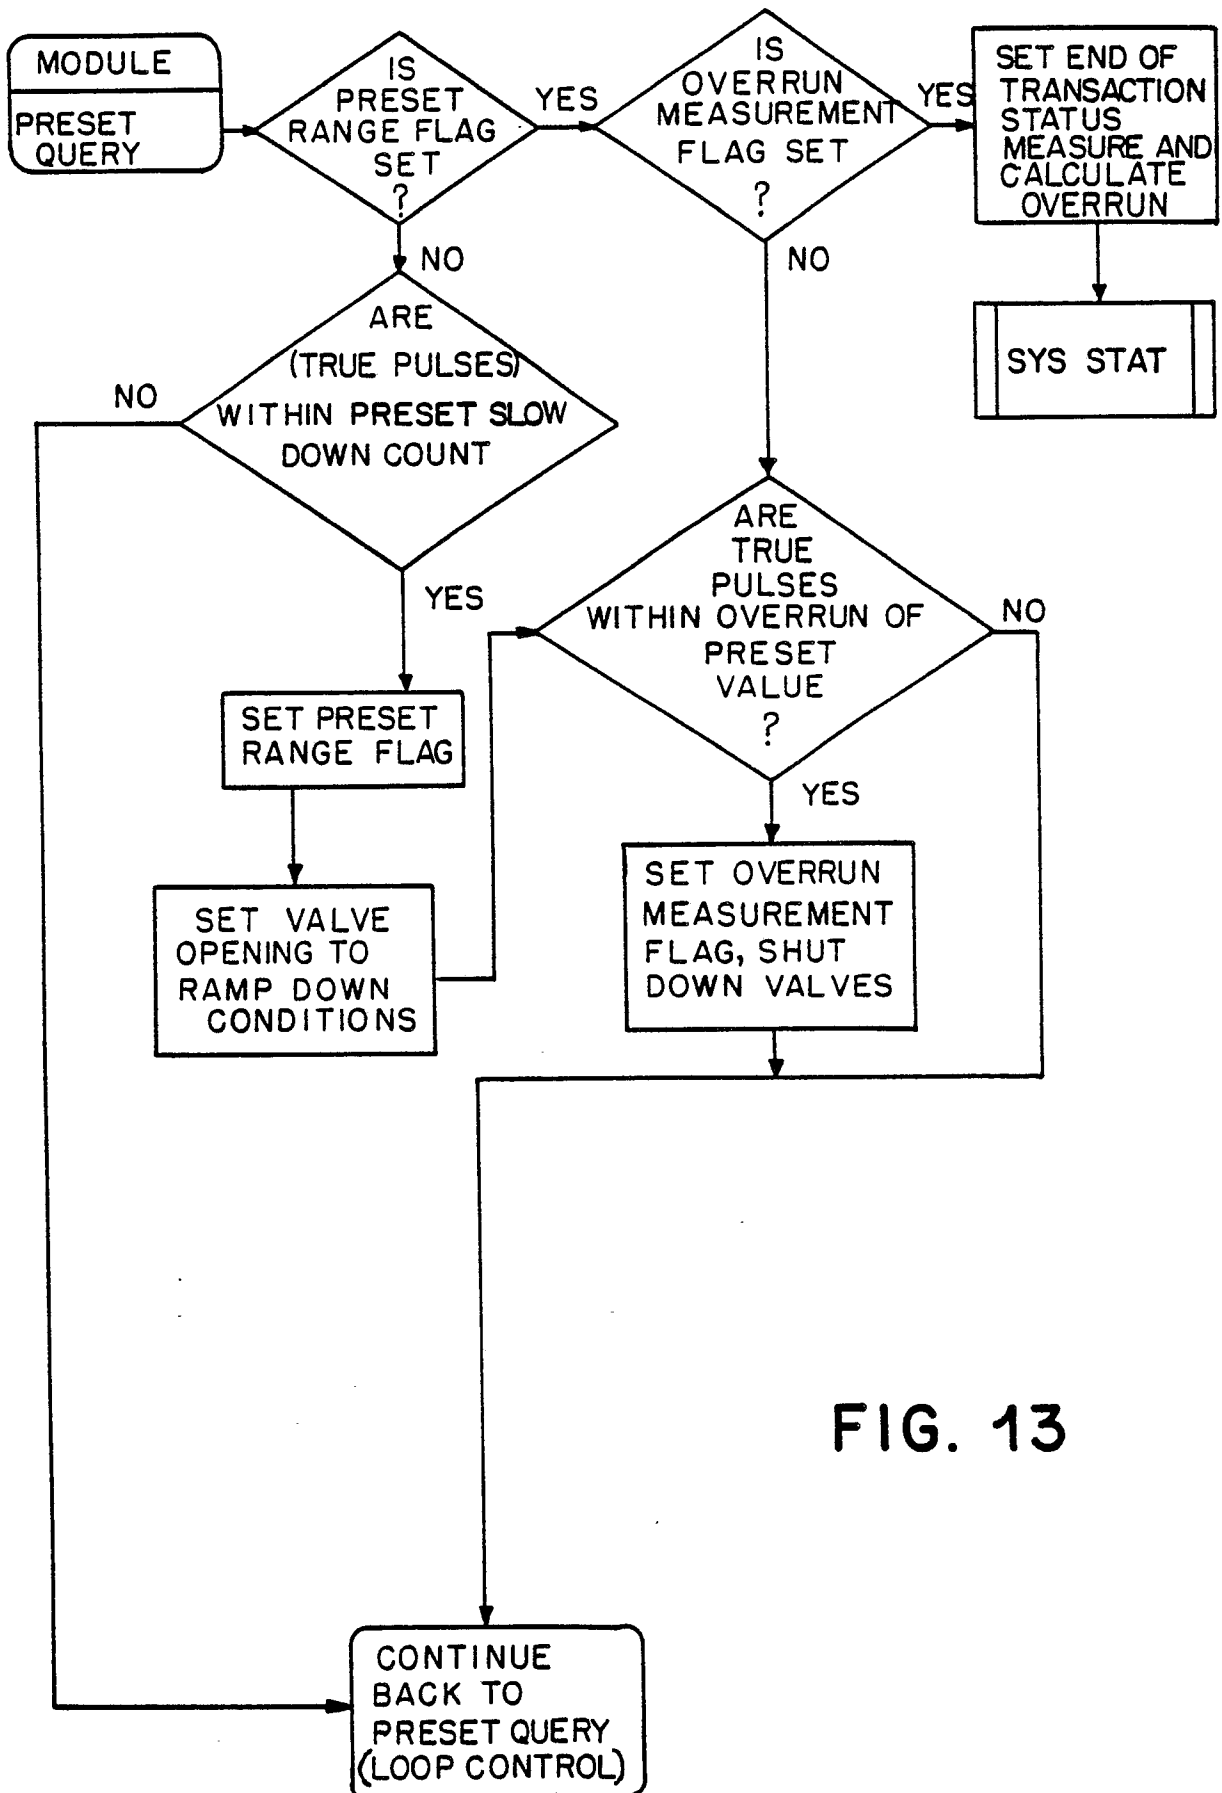 MODULE
PRESET
QUERY
IS
PRESET
RANGE FLAG
SET
?
YES
IS
OVERRUN
MEASUREMENT
FLAG SET
?
YES
SET END OF
TRANSACTION
STATUS
MEASURE AND
CALCULATE
OVERRUN
NO
NO
SYS STAT
ARE
(TRUE PULSES)
WITHIN PRESET SLOW
DOWN COUNT
NO
YES
ARE
TRUE
PULSES
WITHIN OVERRUN OF
PRESET
VALUE
?
NO
SET PRESET
RANGE FLAG
YES
SET VALVE
OPENING TO
RAMP DOWN
CONDITIONS
SET OVERRUN
MEASUREMENT
FLAG, SHUT
DOWN VALVES
FIG. 13
CONTINUE
BACK TO
PRESET QUERY
(LOOP CONTROL)